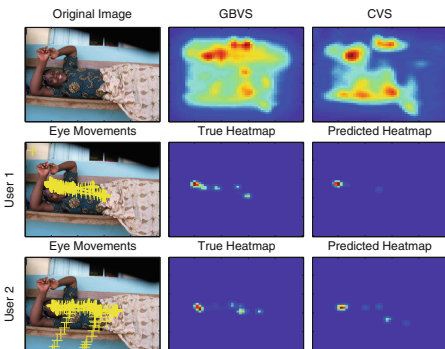 Original Image GBVS CVS
Eye Movements True Heatmap Predicted Heatmap
User 1
Eye Movements True Heatmap Predicted Heatmap
User 2